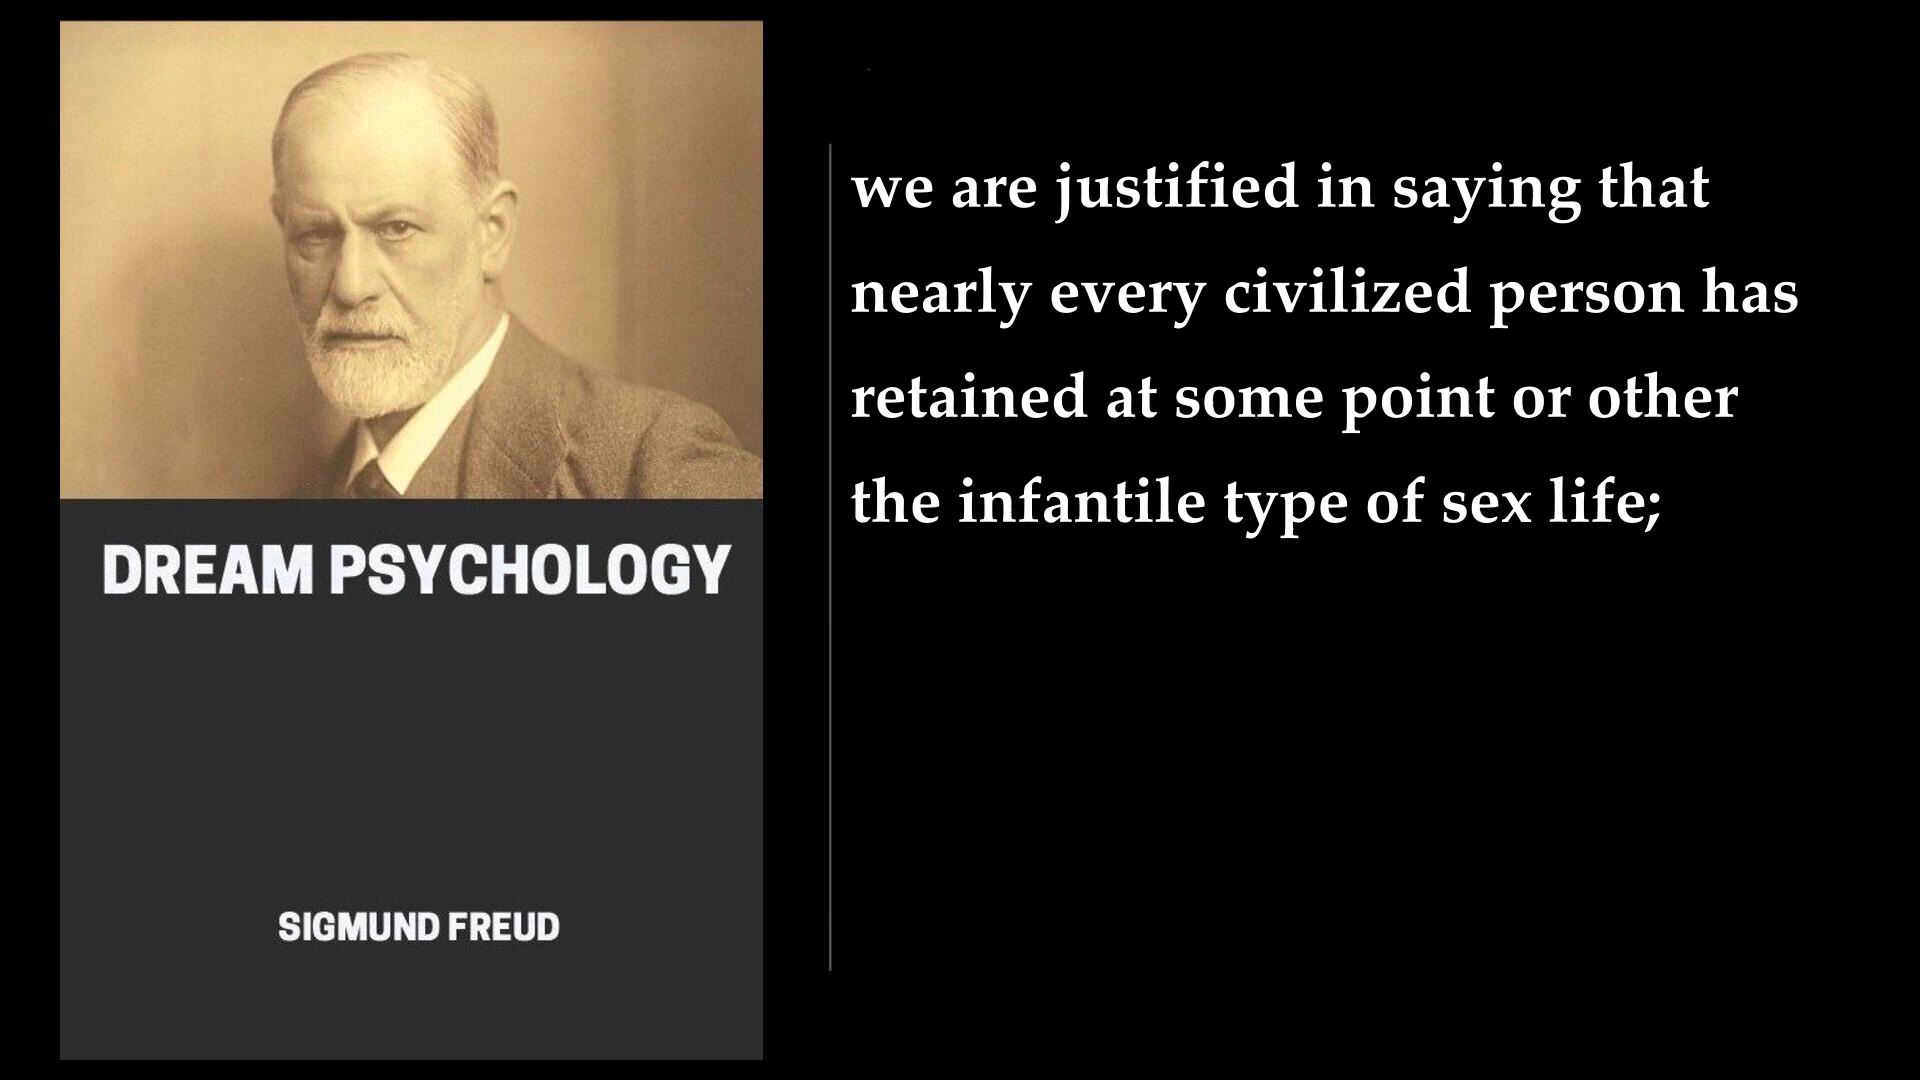 DREAM PSYCHOLOGY
SIGMUND FREUD
we are justified in saying that
nearly every civilized person has
retained at some point or other
the infantile type of sex life;